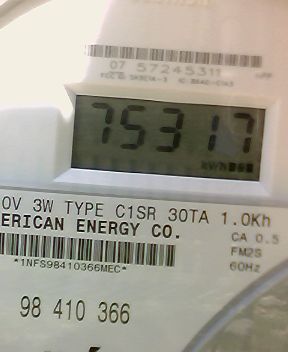 07 57245311
75317
kWh
0V 3W TYPE C1SR 30TA 1.0Kh
ERICAN ENERGY CO.
CA 0.5
FM2S
60Hz
*1NFS98410366MEC*
98 410 366